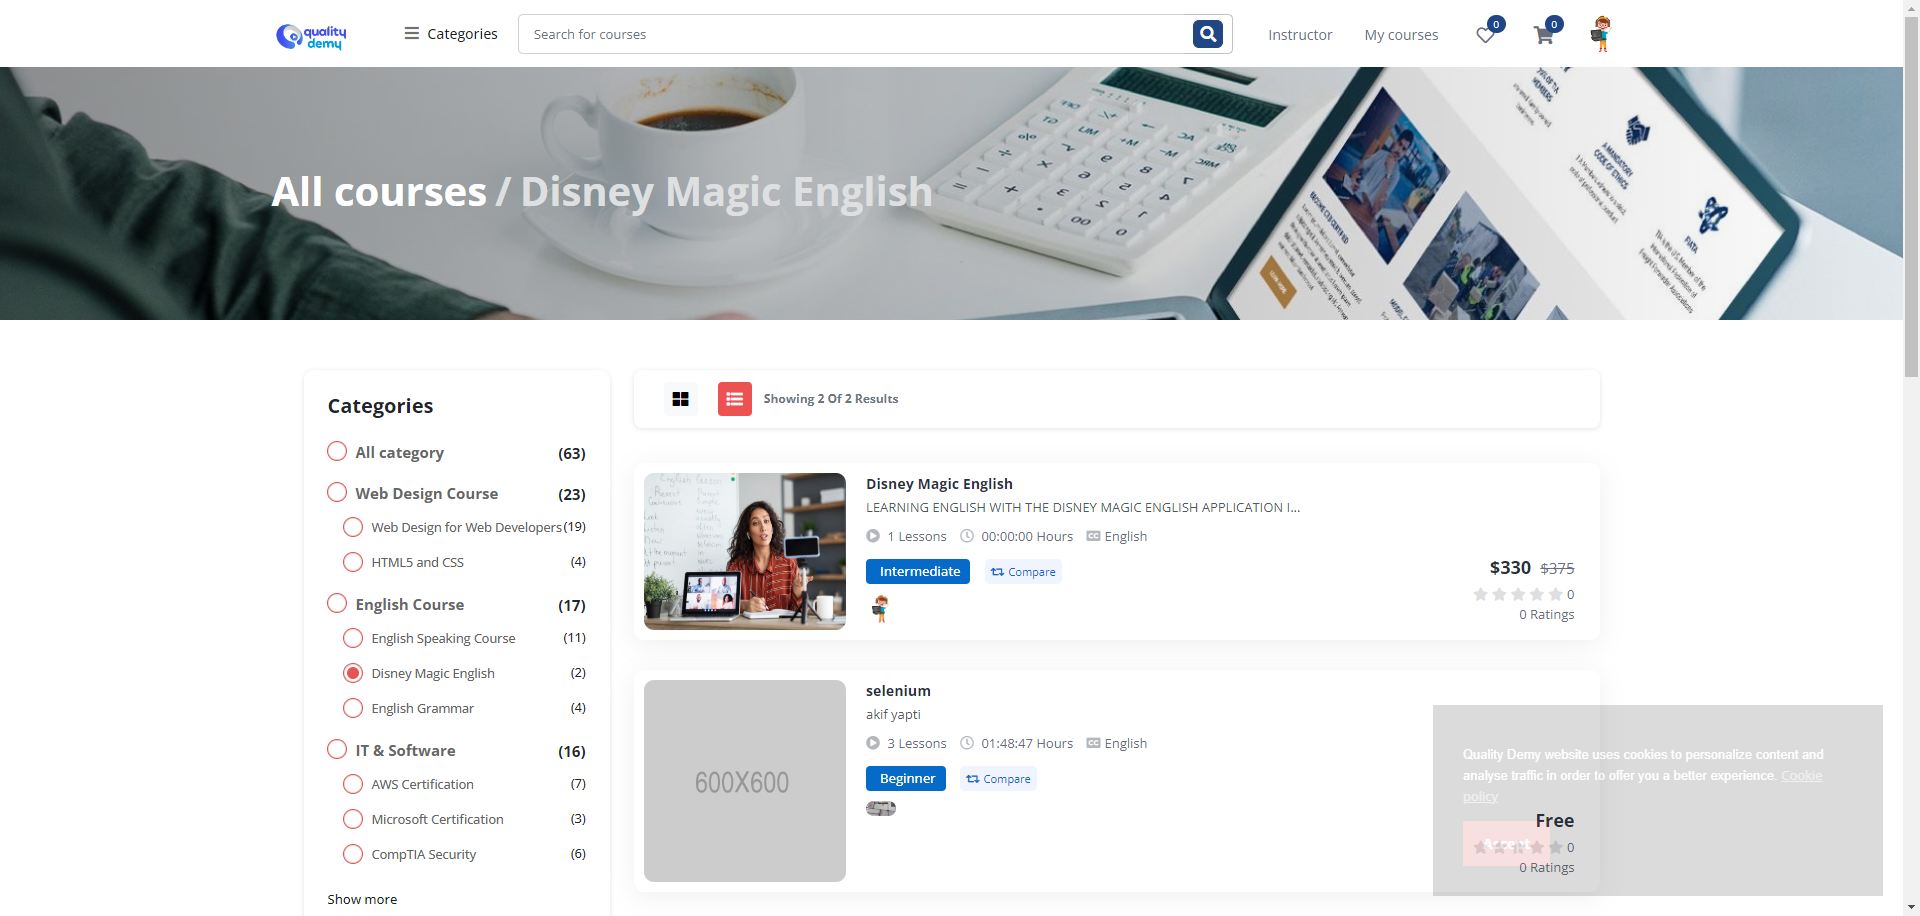 quality
demy
Categories
Search for courses
Instructor
My courses
0
0
All courses / Disney Magic English
Categories
All category (63)
Web Design Course (23)
Web Design for Web Developers (19)
HTML5 and CSS (4)
English Course (17)
English Speaking Course (11)
Disney Magic English (2)
English Grammar (4)
IT & Software (16)
AWS Certification (7)
Microsoft Certification (3)
CompTIA Security (6)
Show more
Showing 2 Of 2 Results
Disney Magic English
LEARNING ENGLISH WITH THE DISNEY MAGIC ENGLISH APPLICATION I...
1 Lessons 00:00:00 Hours CC English
Intermediate Compare
$330 $375
0
0 Ratings
selenium
akif yapti
3 Lessons 01:48:47 Hours CC English
Beginner Compare
600X600
Free
0
0 Ratings
Quality Demy website uses cookies to personalize content and
analyse traffic in order to offer you a better experience. Cookie
policy
Accept